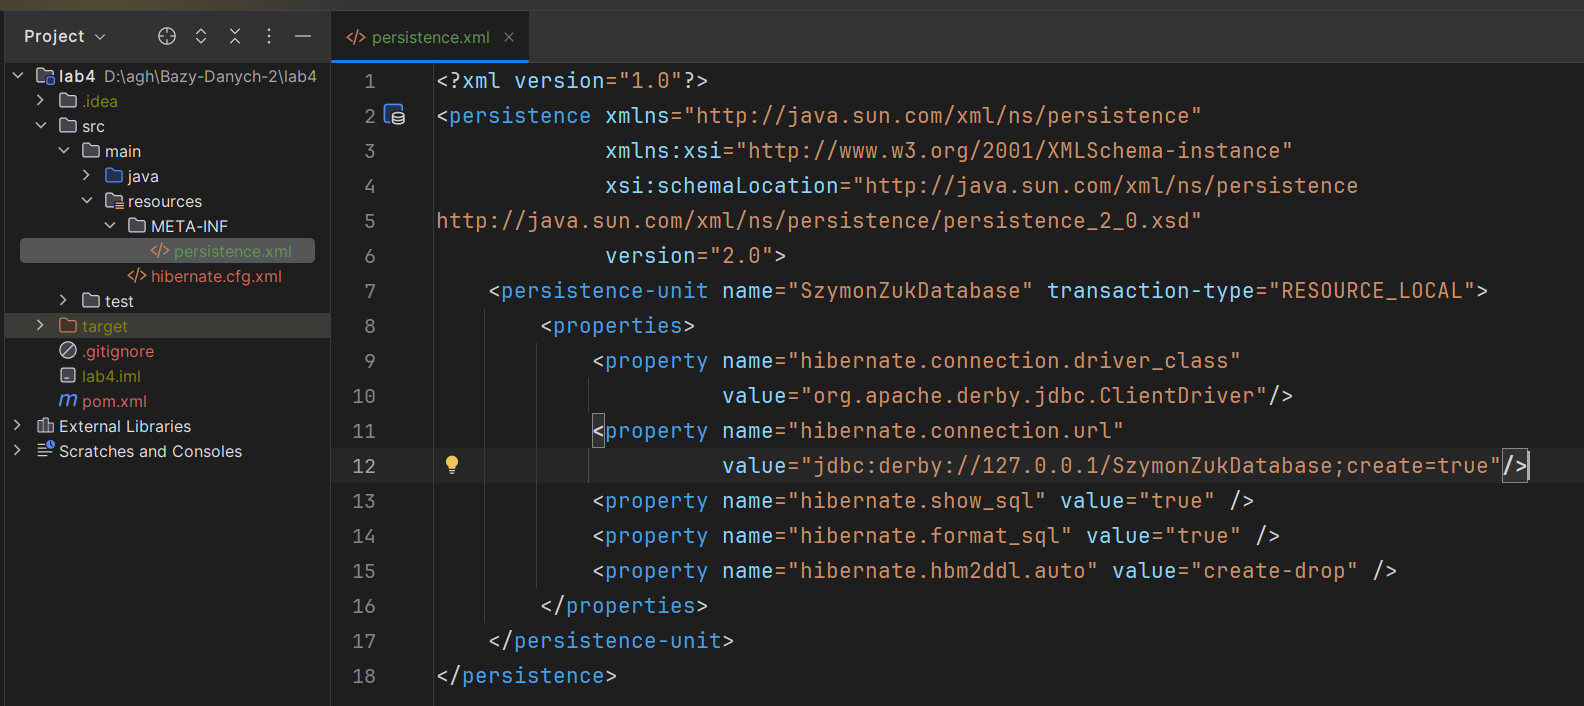 Project
lab4 D:\agh\Bazy-Danych-2\lab4
.idea
src
main
java
resources
META-INF
persistence.xml
hibernate.cfg.xml
test
target
.gitignore
lab4.iml
pom.xml
External Libraries
Scratches and Consoles
persistence.xml
1 <?xml version="1.0"?>
2 <persistence xmlns="http://java.sun.com/xml/ns/persistence"
3 xmlns:xsi="http://www.w3.org/2001/XMLSchema-instance"
4 xsi:schemaLocation="http://java.sun.com/xml/ns/persistence
5 http://java.sun.com/xml/ns/persistence/persistence_2_0.xsd"
6 version="2.0">
7 <persistence-unit name="SzymonZukDatabase" transaction-type="RESOURCE_LOCAL">
8 <properties>
9 <property name="hibernate.connection.driver_class"
10 value="org.apache.derby.jdbc.ClientDriver"/>
11 <property name="hibernate.connection.url"
12 value="jdbc:derby://127.0.0.1/SzymonZukDatabase;create=true"/>
13 <property name="hibernate.show_sql" value="true" />
14 <property name="hibernate.format_sql" value="true" />
15 <property name="hibernate.hbm2ddl.auto" value="create-drop" />
16 </properties>
17 </persistence-unit>
18 </persistence>